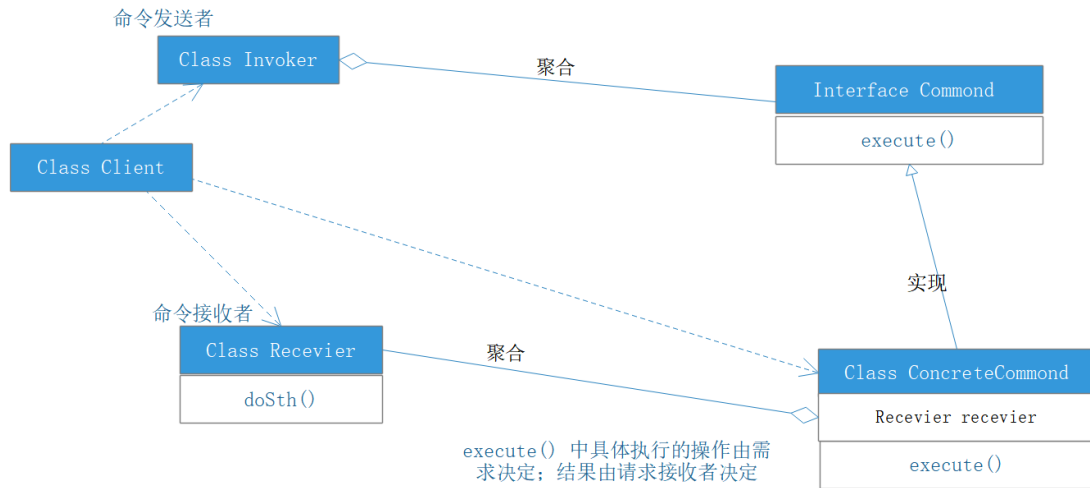 命令发送者
Class Invoker
聚合
Interface Commond
execute()
Class Client
实现
命令接收者
Class Recevier
doSth()
聚合
Class ConcreteCommond
Recevier recevier
execute()
execute() 中具体执行的操作由需
求决定; 结果由请求接收者决定